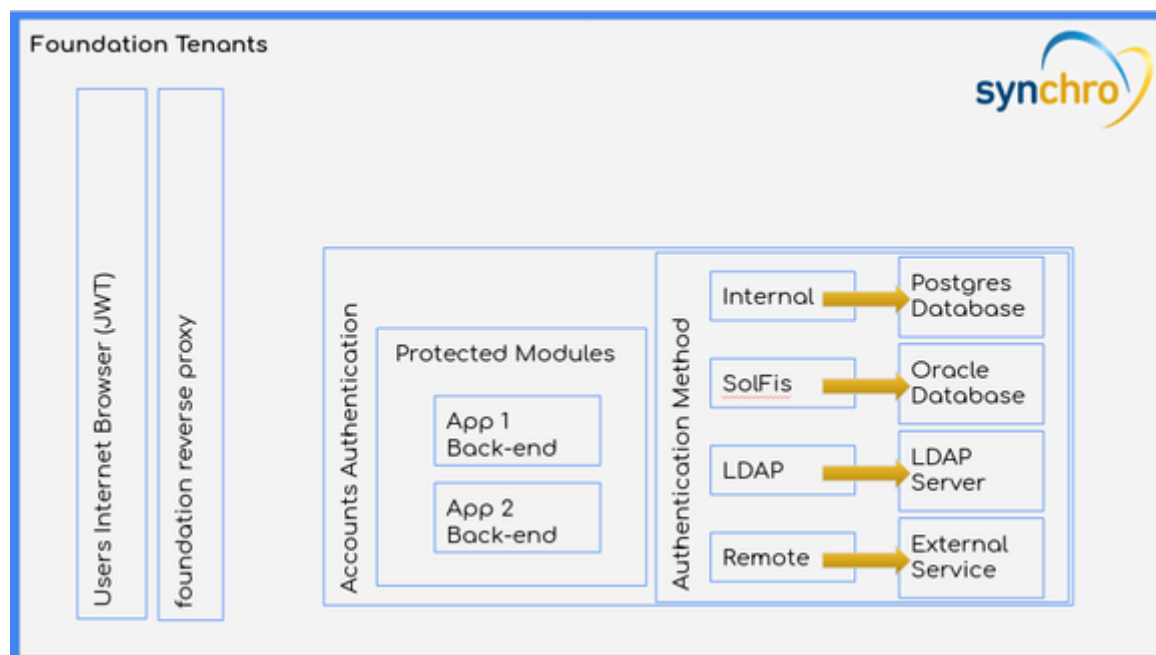 Foundation Tenants
synchro
Users Internet Browser (JWT)
foundation reverse proxy
Accounts Authentication
Protected Modules
App 1
Back-end
App 2
Back-end
Authentication Method
Internal
Postgres
Database
SolFis
Oracle
Database
LDAP
LDAP
Server
Remote
External
Service